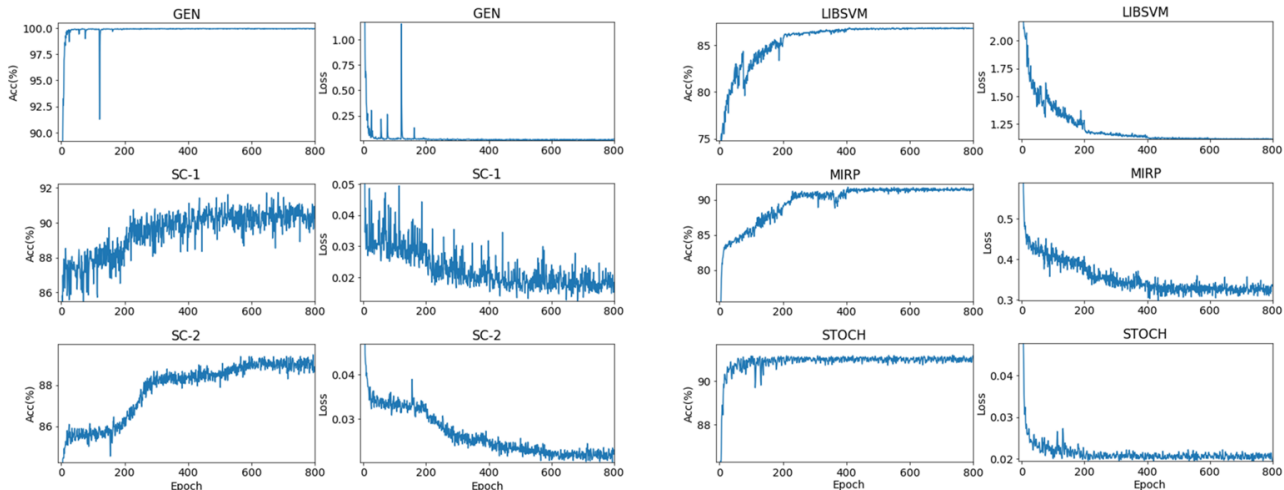 GEN
Acc(%)
100.0
97.5
95.0
92.5
90.0
0 200 400 600 800
GEN
Loss
1.00
0.75
0.50
0.25
0 200 400 600 800
LIBSVM
Acc(%)
85
80
75
0 200 400 600 800
LIBSVM
Loss
2.00
1.75
1.50
1.25
0 200 400 600 800
SC-1
Acc(%)
92
90
88
86
0 200 400 600 800
SC-1
Loss
0.05
0.04
0.03
0.02
0 200 400 600 800
MIRP
Acc(%)
90
85
80
0 200 400 600 800
MIRP
Loss
0.5
0.4
0.3
0 200 400 600 800
SC-2
Acc(%)
88
86
0 200 400 600 800
Epoch
SC-2
Loss
0.04
0.03
0 200 400 600 800
Epoch
STOCH
Acc(%)
90
88
0 200 400 600 800
Epoch
STOCH
Loss
0.04
0.03
0.02
0 200 400 600 800
Epoch